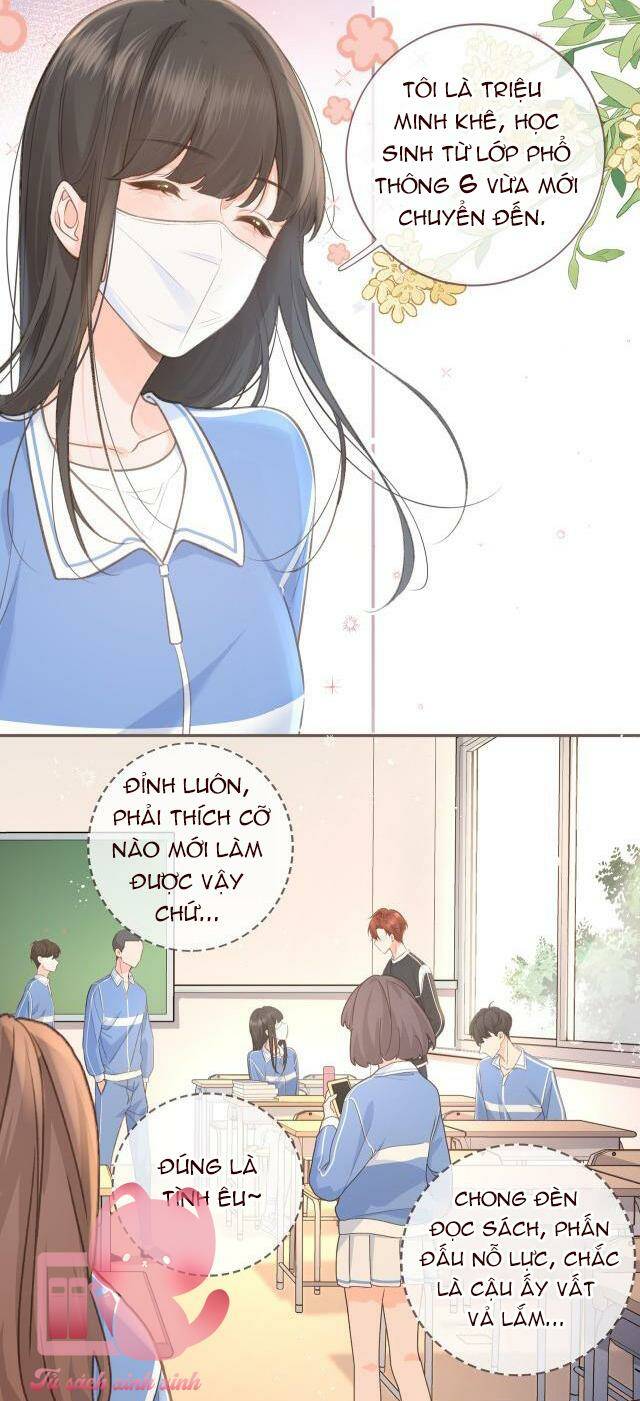 TÔI LÀ TRIỆU
MINH KHÊ, HỌC
SINH TỪ LỚP PHỔ
THÔNG 6 VỪA MỚI
CHUYỂN ĐẾN.
ĐỈNH LUÔN,
PHẢI THÍCH CỠ
NÀO MỚI LÀM
ĐƯỢC VẬY
CHỨ...
ĐÚNG LÀ
TÌNH ÊU~
CHONG ĐÈN
ĐỌC SÁCH, PHẤN
ĐẤU NỖ LỰC, CHẮC
LÀ CẬU ẤY VẤT
VẢ LẮM...
Tủ sách xinh xinh